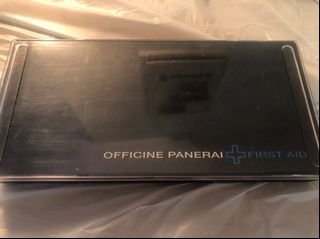 OFFICINE PANERAI FIRST AID